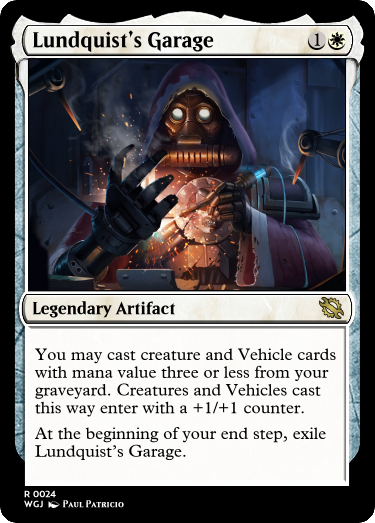 Lundquist's Garage 1
Legendary Artifact
You may cast creature and Vehicle cards
with mana value three or less from your
graveyard. Creatures and Vehicles cast
this way enter with a +1/+1 counter.
At the beginning of your end step, exile
Lundquist's Garage.
R 0024
WGJ Paul Patricio